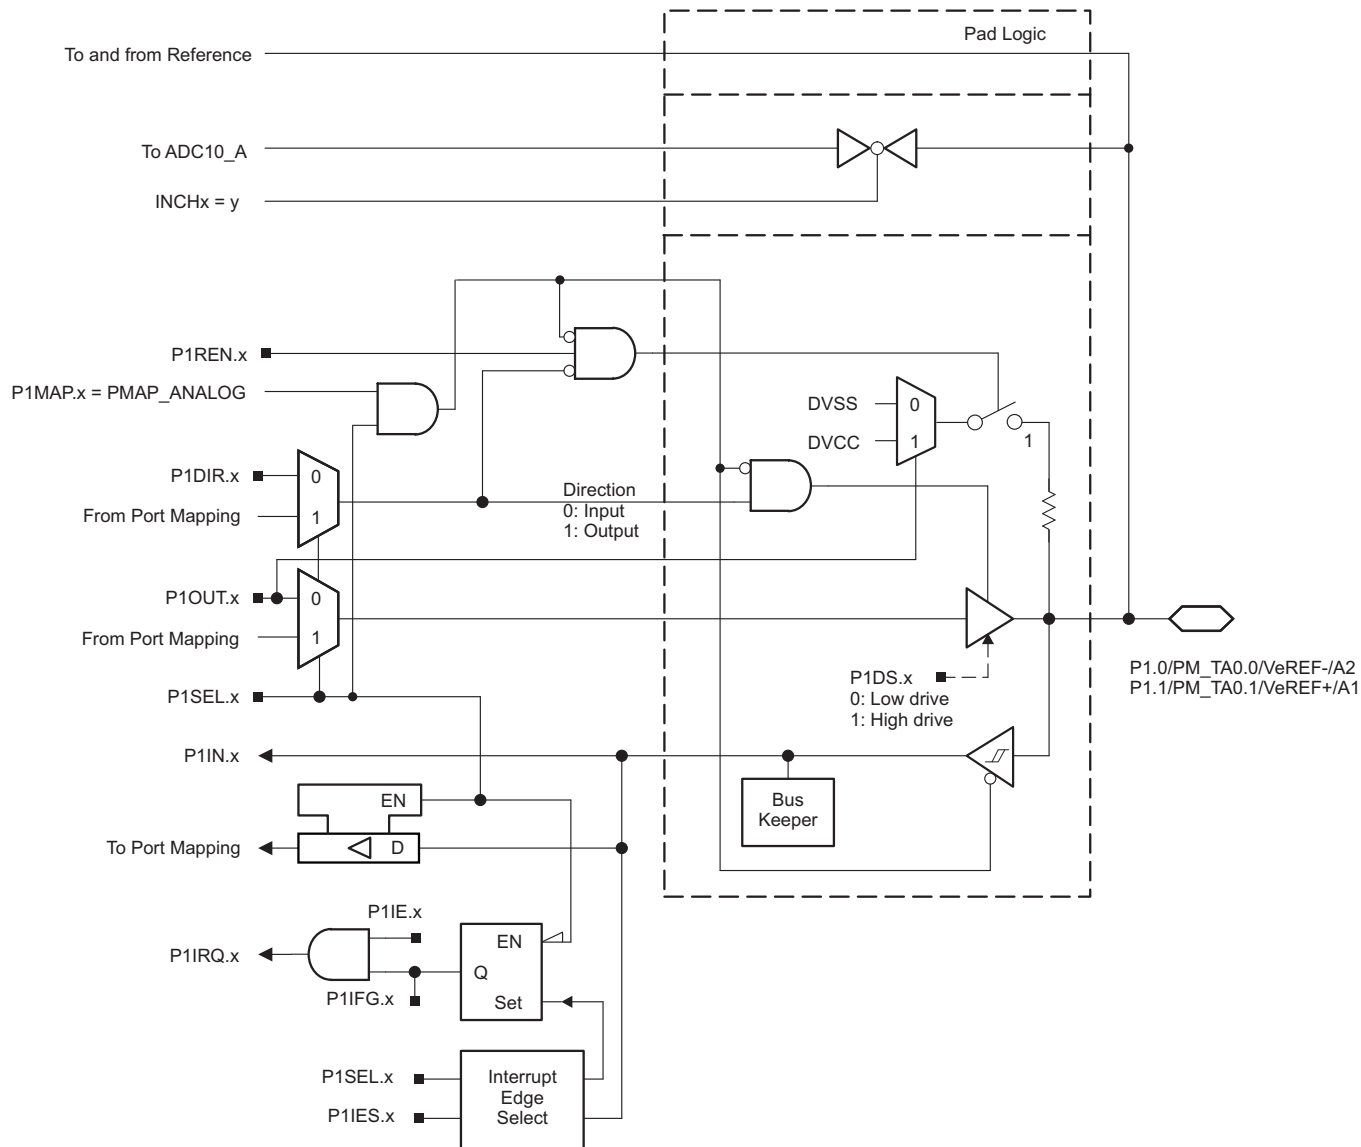 Pad Logic
To and from Reference
To ADC10_A
INCHx = y
P1REN.x
P1MAP.x = PMAP_ANALOG
DVSS
0
DVCC
1
1
P1DIR.x
0
From Port Mapping
1
Direction
0: Input
1: Output
P1OUT.x
0
From Port Mapping
1
P1SEL.x
P1DS.x
0: Low drive
1: High drive
P1.0/PM_TA0.0/VeREF-/A2
P1.1/PM_TA0.1/VeREF+/A1
P1IN.x
EN
Bus
Keeper
To Port Mapping
D
P1IE.x
P1IRQ.x
EN
Q
P1IFG.x
Set
P1SEL.x
P1IES.x
Interrupt
Edge
Select